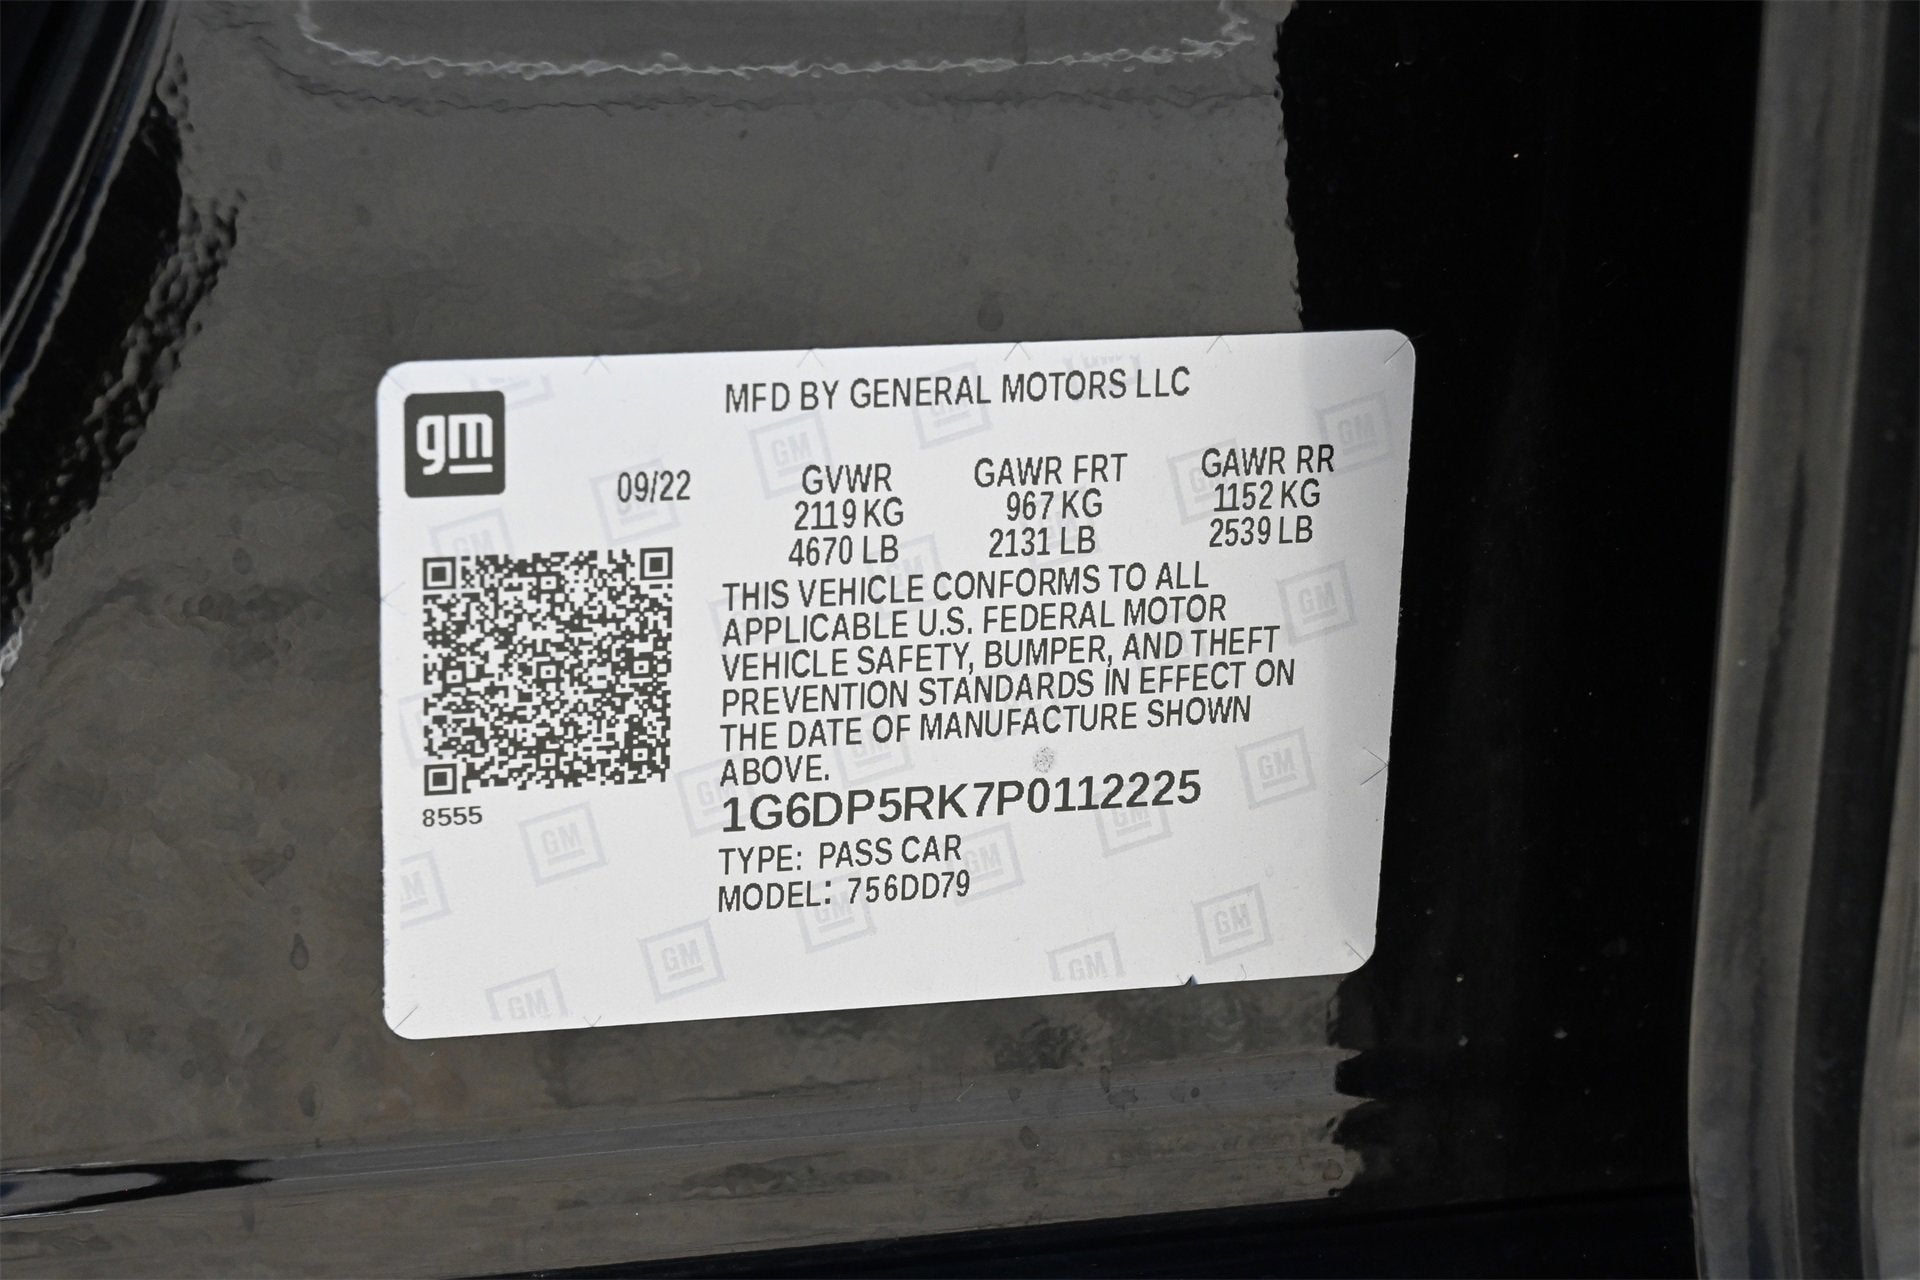 gm
MFD BY GENERAL MOTORS LLC
09/22 GVWR GAWR FRT GAWR RR
2119 KG 967 KG 1152 KG
4670 LB 2131 LB 2539 LB
THIS VEHICLE CONFORMS TO ALL
APPLICABLE U.S. FEDERAL MOTOR
VEHICLE SAFETY, BUMPER, AND THEFT
PREVENTION STANDARDS IN EFFECT ON
THE DATE OF MANUFACTURE SHOWN
ABOVE.
8555
1G6DP5RK7P0112225
TYPE: PASS CAR
MODEL: 756DD79